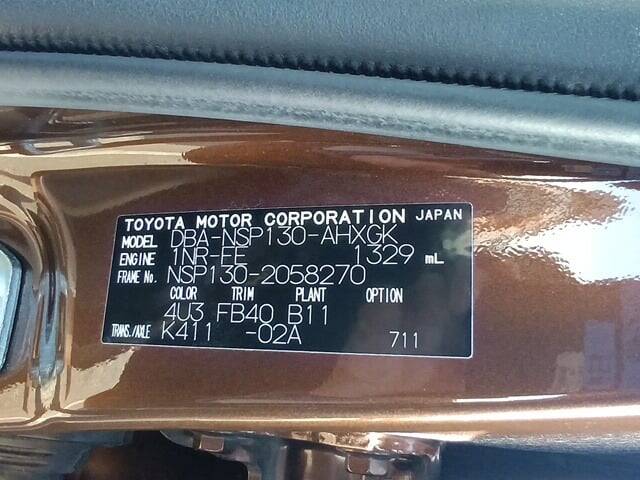 TOYOTA MOTOR CORPORATION JAPAN
MODEL DBA-NSP130-AHXGK
ENGINE 1NR-FE 1329 mL
FRAME No. NSP130-2058270
COLOR TRIM PLANT OPTION
4U3 FB40 B11
TRANS./AXLE K411 -02A 711